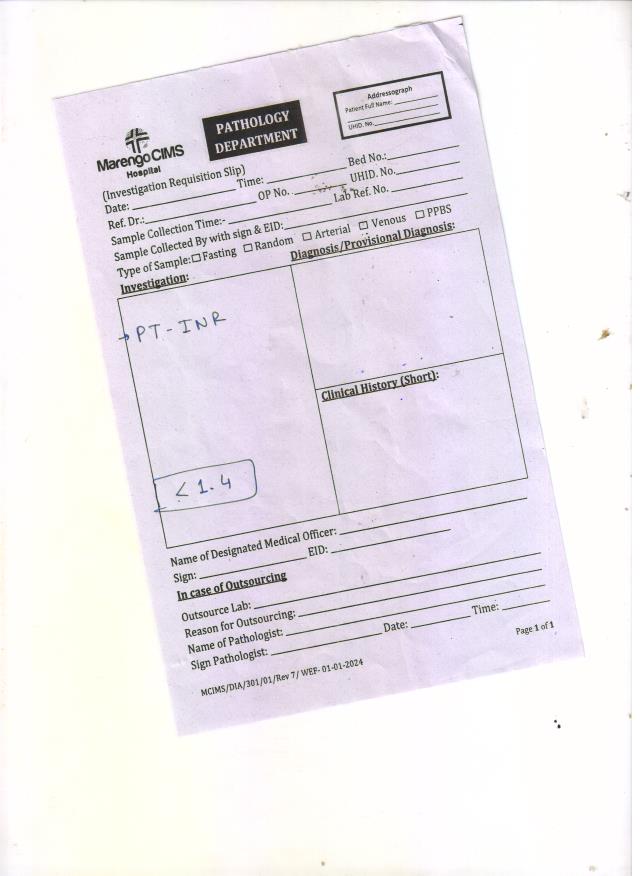 Addressograph
Patient Full Name:
UHID. No.
PATHOLOGY
DEPARTMENT
Marengo CIMS
Hospital
(Investigation Requisition Slip)
Date: Time: Bed No.:
Ref. Dr.: OP No. UHID. No.
Sample Collection Time:- Lab Ref. No.
Sample Collected By with sign & EID:
Type of Sample: ☐ Fasting ☐ Random ☐ Arterial ☐ Venous ☐ PPBS
Investigation: Diagnosis/Provisional Diagnosis:
→ PT-INR
Clinical History (Short):
< 1.4
Name of Designated Medical Officer:
Sign: EID:
In case of Outsourcing
Outsource Lab:
Reason for Outsourcing:
Name of Pathologist:
Sign Pathologist: Date: Time:
Page 1 of 1
MCIMS/DIA/301/01/Rev 7/ WEF- 01-01-2024